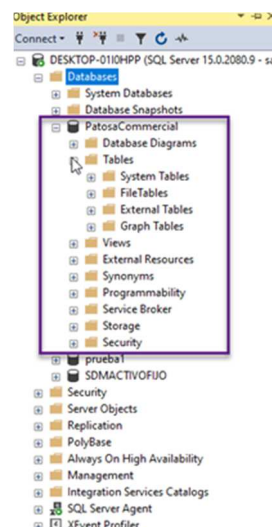 Object Explorer
Connect
DESKTOP-01I0HPP (SQL Server 15.0.2080.9 - sa
Databases
System Databases
Database Snapshots
PatosaCommercial
Database Diagrams
Tables
System Tables
FileTables
External Tables
Graph Tables
Views
External Resources
Synonyms
Programmability
Service Broker
Storage
Security
prueba1
SDMACTIVOFIJO
Security
Server Objects
Replication
PolyBase
Always On High Availability
Management
Integration Services Catalogs
SQL Server Agent
XEvent Profiler